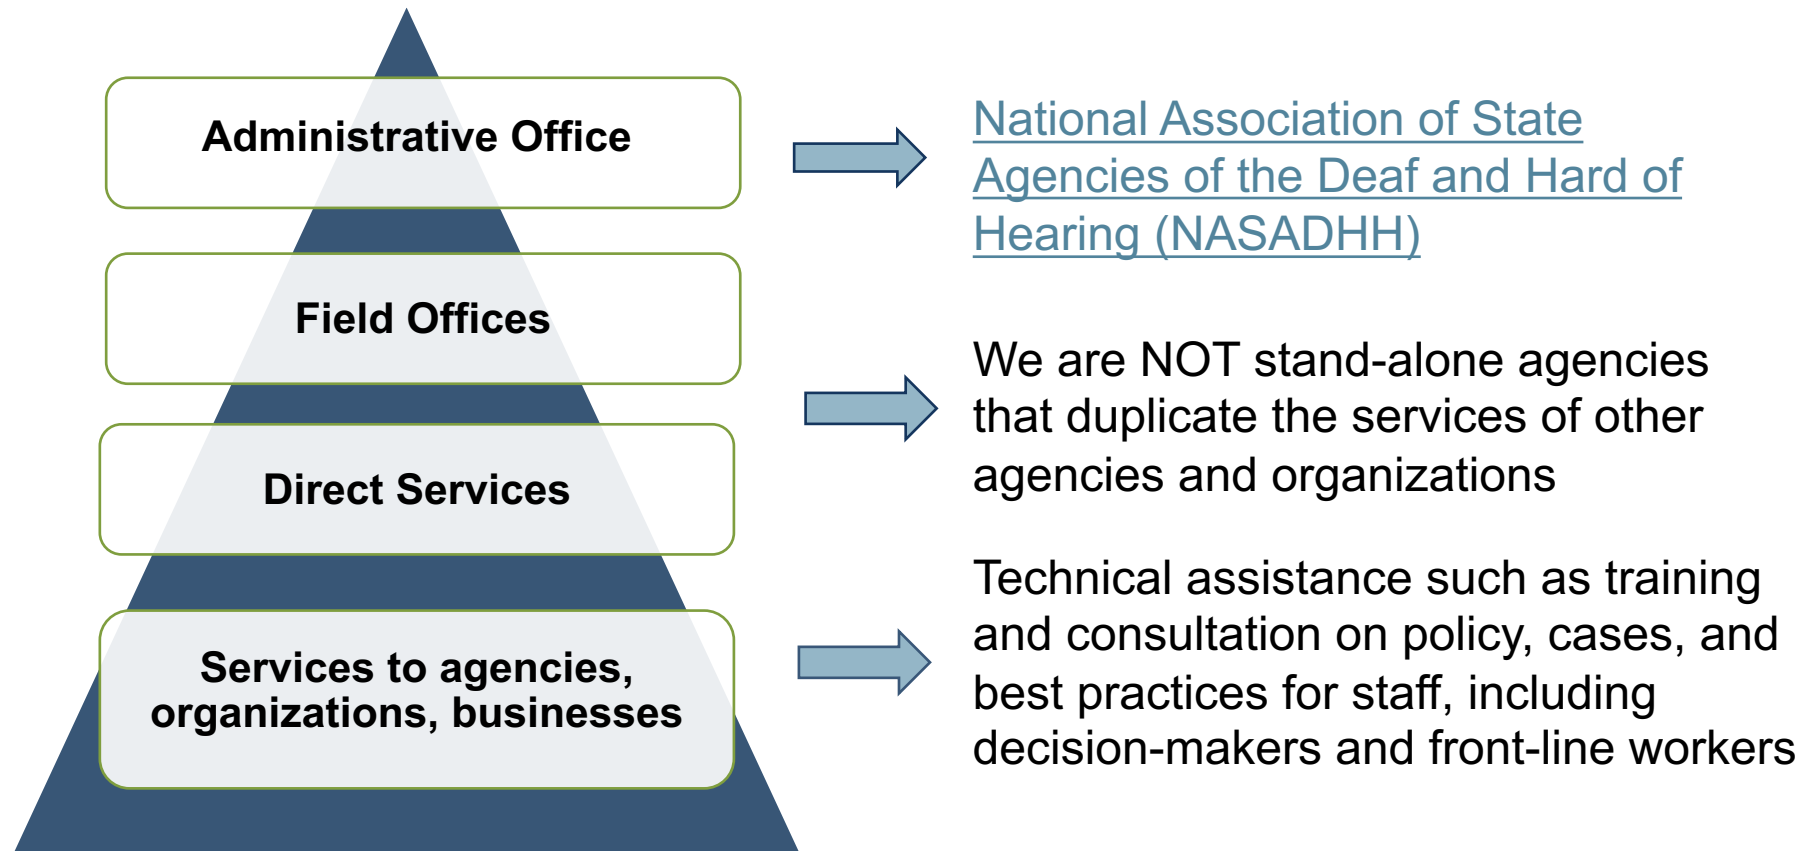 Administrative Office
National Association of State
Agencies of the Deaf and Hard of
Hearing (NASADHH)
Field Offices
We are NOT stand-alone agencies
that duplicate the services of other
agencies and organizations
Direct Services
Services to agencies,
organizations, businesses
Technical assistance such as training
and consultation on policy, cases, and
best practices for staff, including
decision-makers and front-line workers